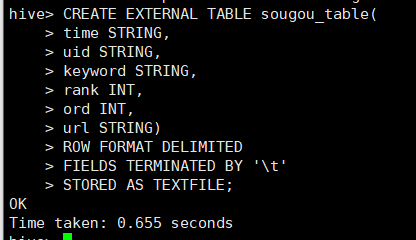 hive> CREATE EXTERNAL TABLE sougou_table(
    > time STRING,
    > uid STRING,
    > keyword STRING,
    > rank INT,
    > ord INT,
    > url STRING)
    > ROW FORMAT DELIMITED
    > FIELDS TERMINATED BY '\t'
    > STORED AS TEXTFILE;
OK
Time taken: 0.655 seconds